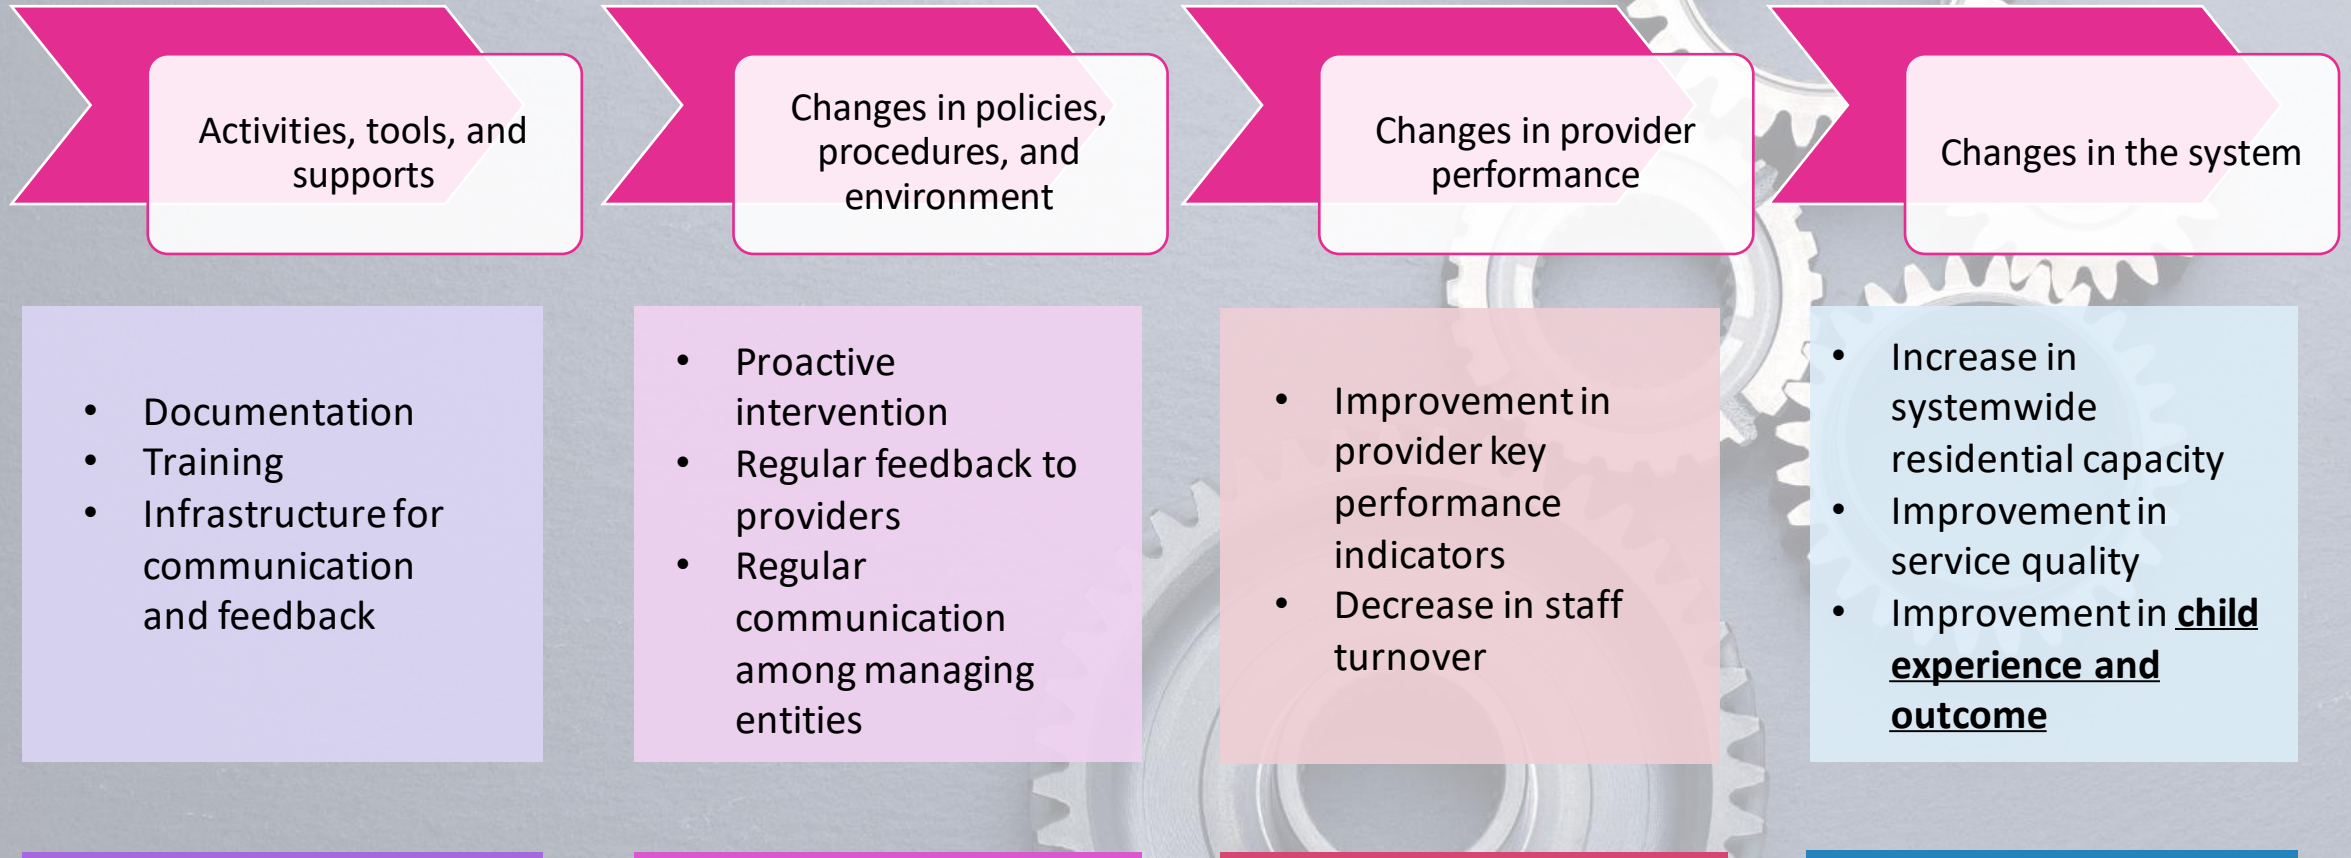 Activities, tools, and
supports
Changes in policies,
procedures, and
environment
Changes in provider
performance
Changes in the system
• Documentation
• Training
• Infrastructure for
communication
and feedback
• Proactive
intervention
• Regular feedback to
providers
• Regular
communication
among managing
entities
• Improvement in
provider key
performance
indicators
• Decrease in staff
turnover
• Increase in
systemwide
residential capacity
• Improvement in
service quality
• Improvement in child
experience and
outcome